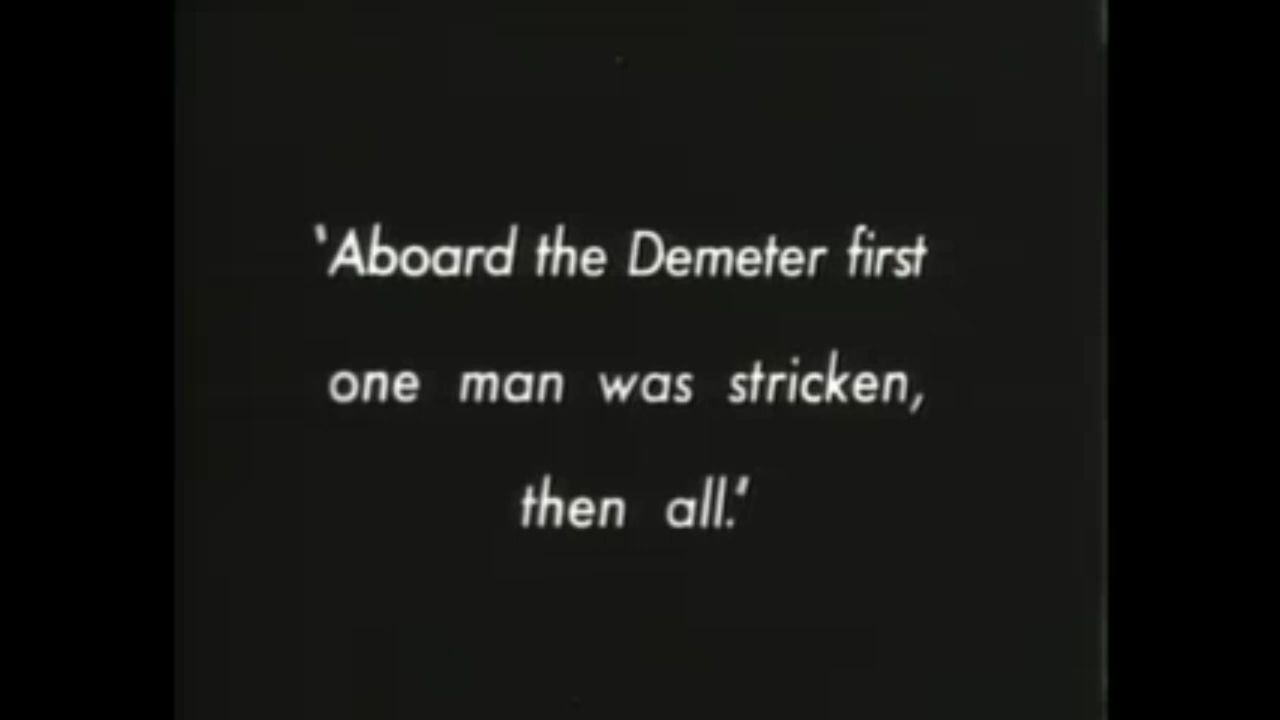 'Aboard the Demeter first
one man was stricken,
then all.'